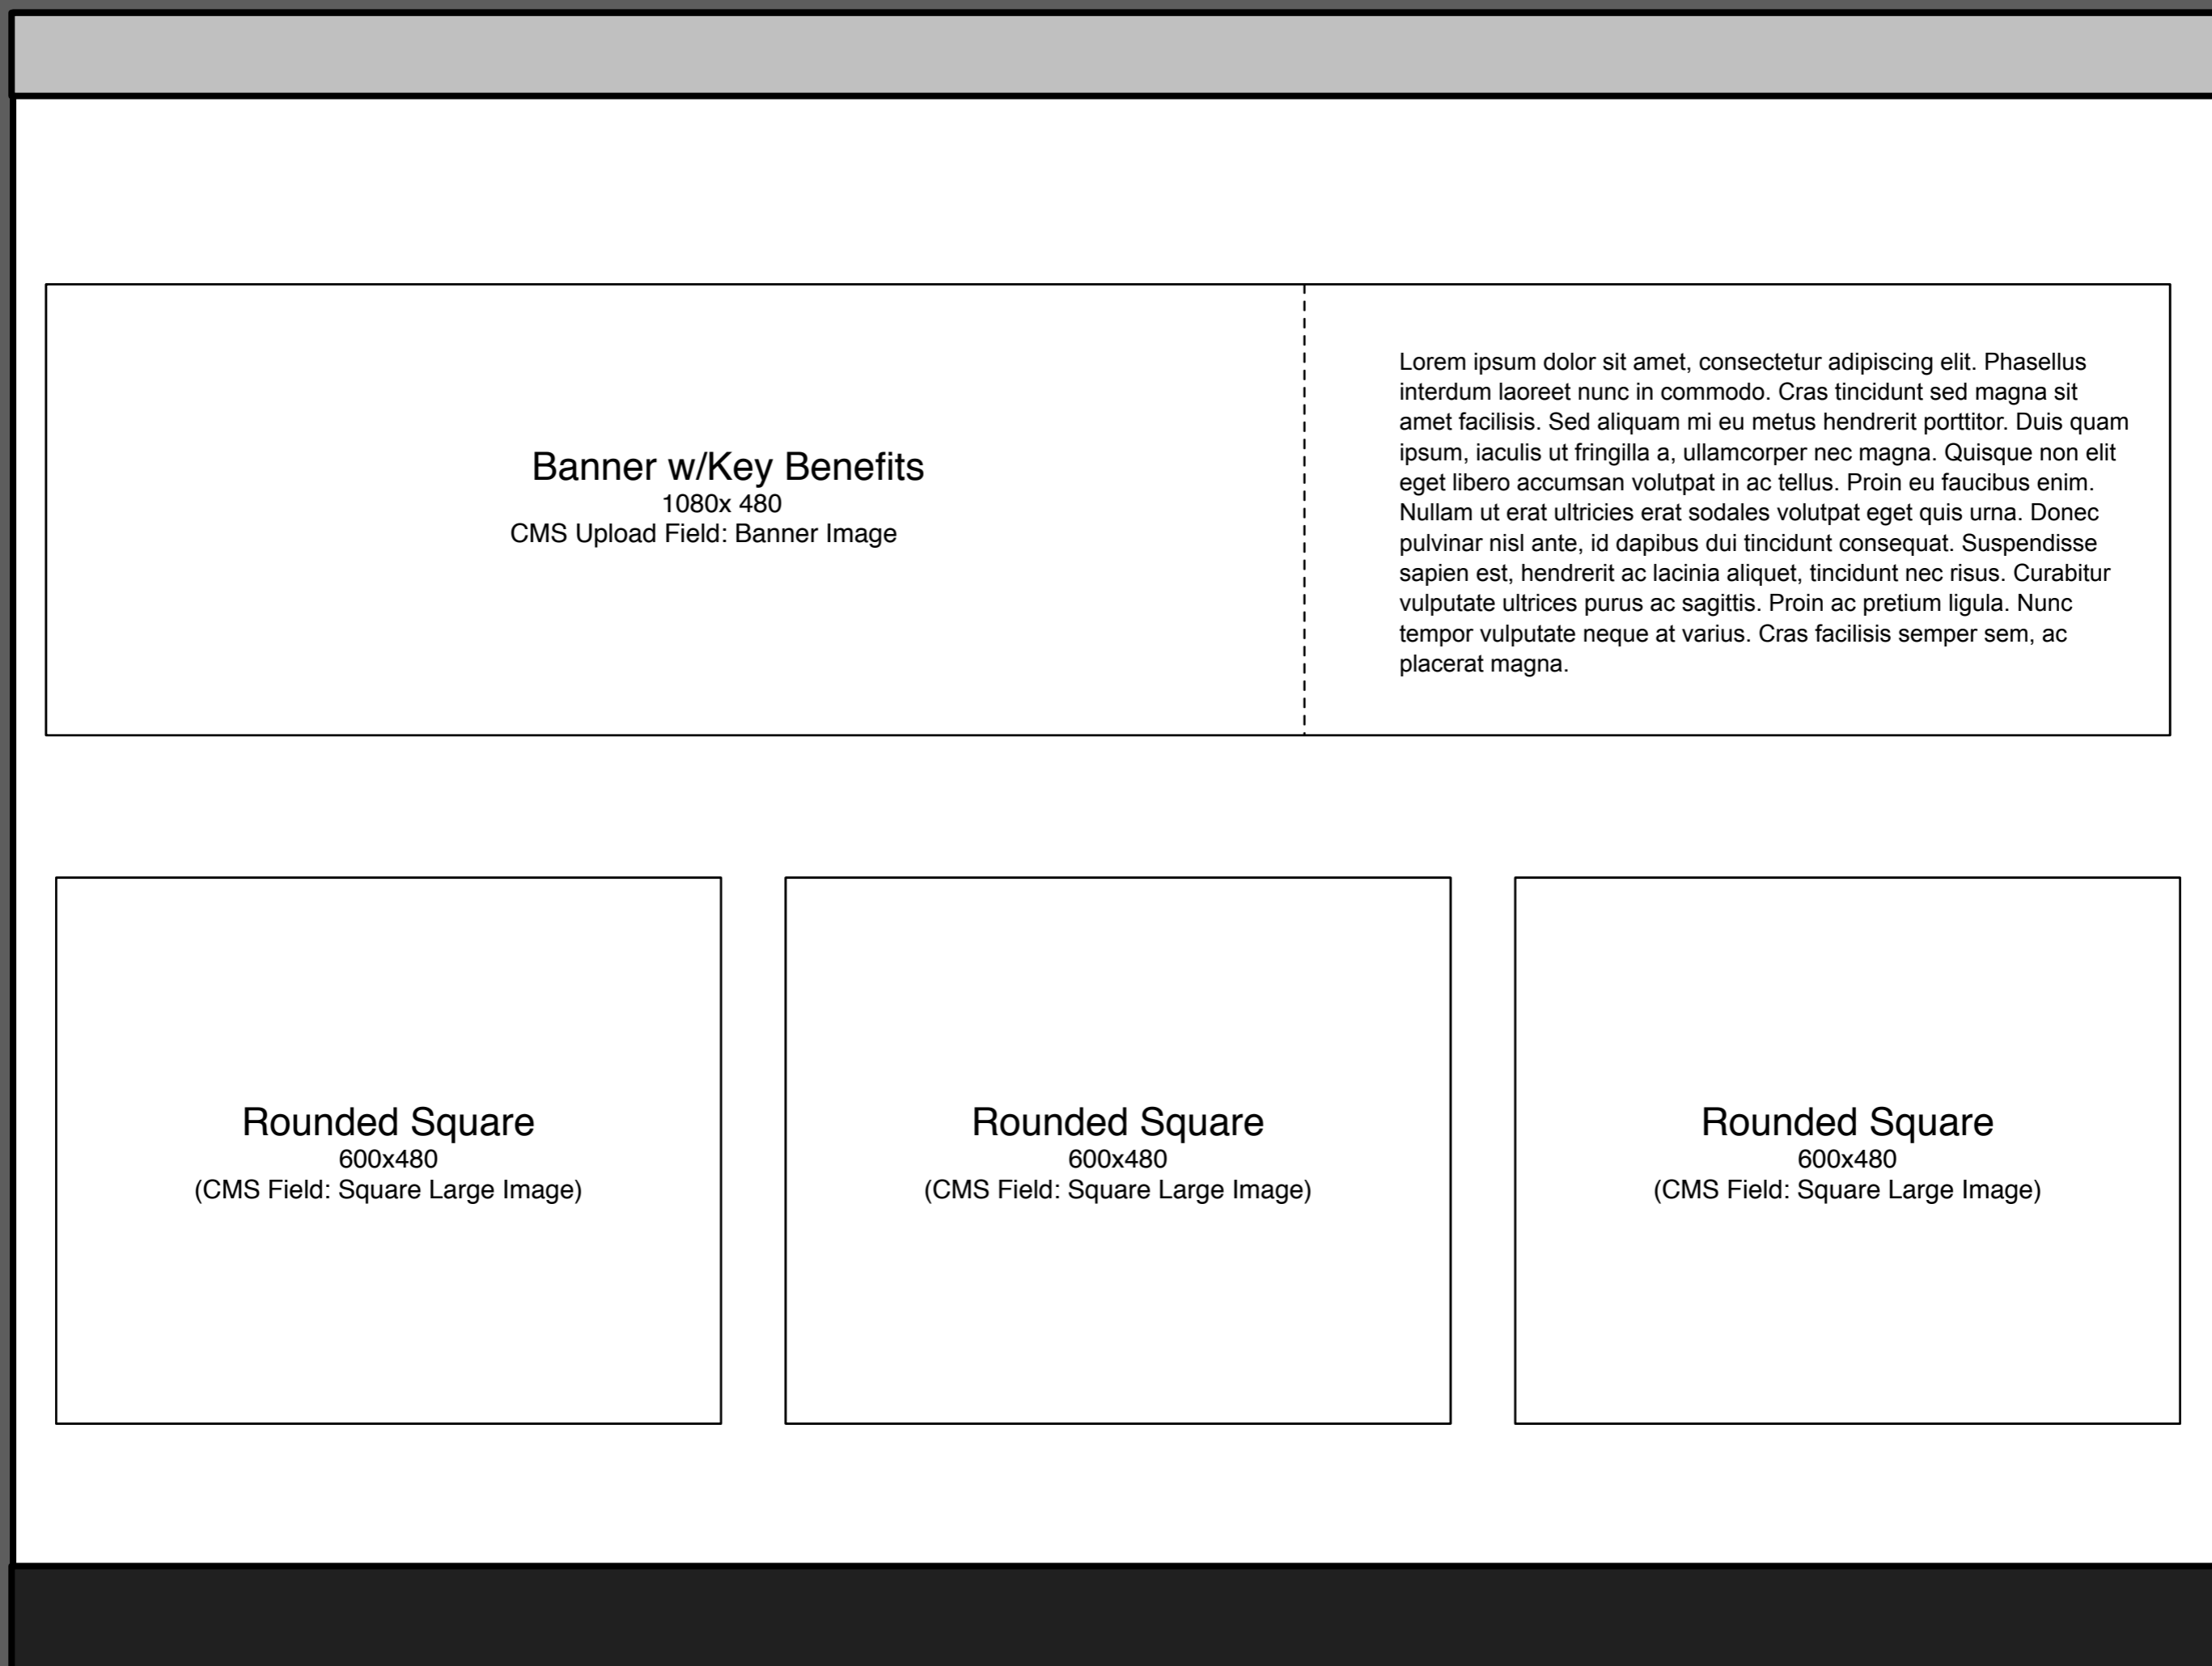 Banner w/Key Benefits
1080x 480
CMS Upload Field: Banner Image
Lorem ipsum dolor sit amet, consectetur adipiscing elit. Phasellus
interdum laoreet nunc in commodo. Cras tincidunt sed magna sit
amet facilisis. Sed aliquam mi eu metus hendrerit porttitor. Duis quam
ipsum, iaculis ut fringilla a, ullamcorper nec magna. Quisque non elit
eget libero accumsan volutpat in ac tellus. Proin eu faucibus enim.
Nullam ut erat ultricies erat sodales volutpat eget quis urna. Donec
pulvinar nisl ante, id dapibus dui tincidunt consequat. Suspendisse
sapien est, hendrerit ac lacinia aliquet, tincidunt nec risus. Curabitur
vulputate ultrices purus ac sagittis. Proin ac pretium ligula. Nunc
tempor vulputate neque at varius. Cras facilisis semper sem, ac
placerat magna.
Rounded Square
600x480
(CMS Field: Square Large Image)
Rounded Square
600x480
(CMS Field: Square Large Image)
Rounded Square
600x480
(CMS Field: Square Large Image)